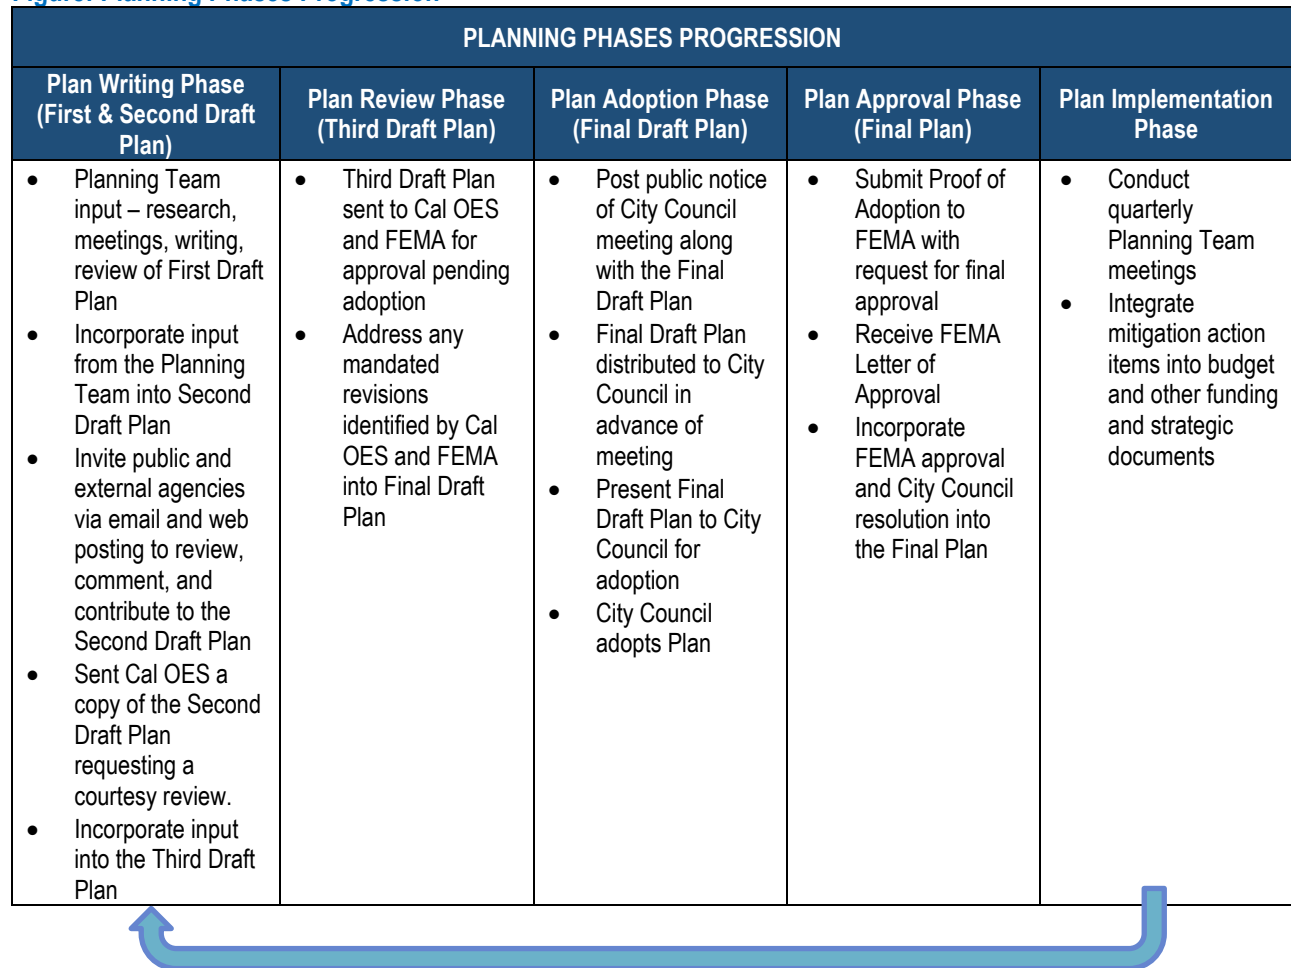 Figure: Planning Phases Progression
PLANNING PHASES PROGRESSION
Plan Writing Phase
(First & Second Draft
Plan)
Plan Review Phase
(Third Draft Plan)
Plan Adoption Phase
(Final Draft Plan)
Plan Approval Phase
(Final Plan)
Plan Implementation
Phase
• Planning Team
input – research,
meetings, writing,
review of First Draft
Plan
• Incorporate input
from the Planning
Team into Second
Draft Plan
• Invite public and
external agencies
via email and web
posting to review,
comment, and
contribute to the
Second Draft Plan
• Sent Cal OES a
copy of the Second
Draft Plan
requesting a
courtesy review.
• Incorporate input
into the Third Draft
Plan
• Third Draft Plan
sent to Cal OES
and FEMA for
approval pending
adoption
• Address any
mandated
revisions
identified by Cal
OES and FEMA
into Final Draft
Plan
• Post public notice
of City Council
meeting along
with the Final
Draft Plan
• Final Draft Plan
distributed to City
Council in
advance of
meeting
• Present Final
Draft Plan to City
Council for
adoption
• City Council
adopts Plan
• Submit Proof of
Adoption to
FEMA with
request for final
approval
• Receive FEMA
Letter of
Approval
• Incorporate
FEMA approval
and City Council
resolution into
the Final Plan
• Conduct
quarterly
Planning Team
meetings
• Integrate
mitigation action
items into budget
and other funding
and strategic
documents